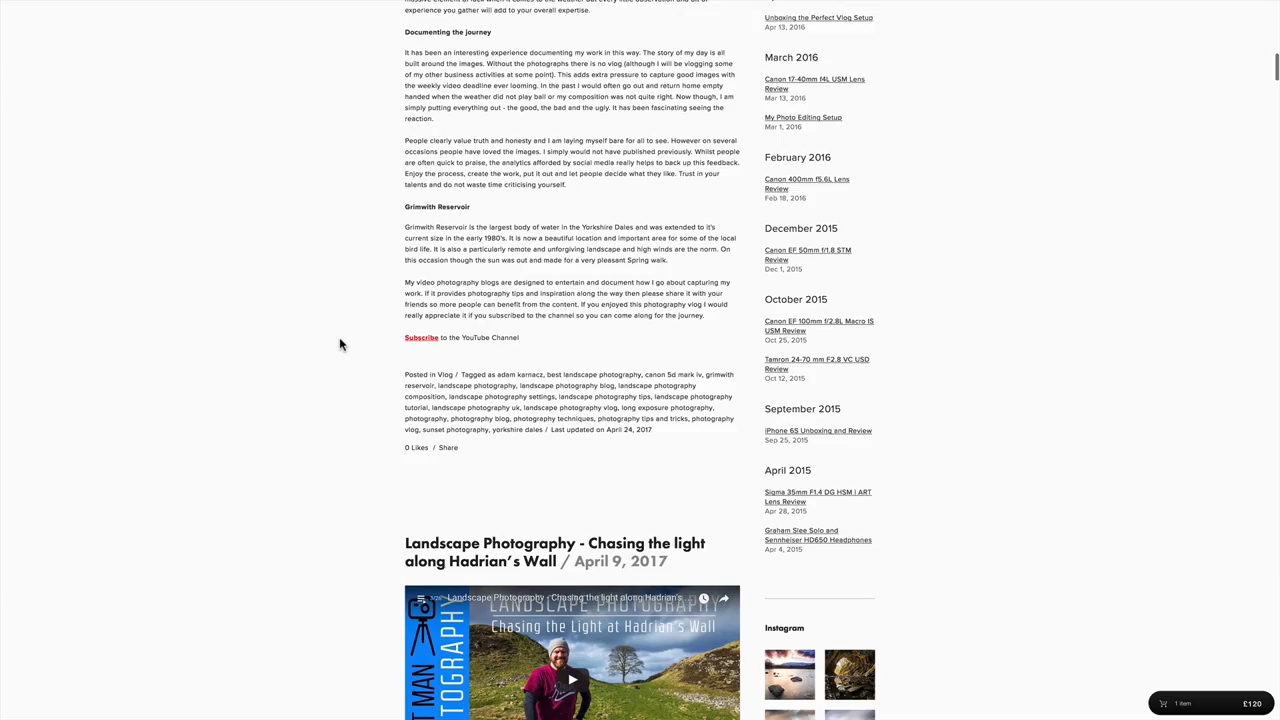 experience you gather will add to your overall expertise.
Documenting the journey
It has been an interesting experience documenting my work in this way. The story of my day is all
built around the images. Without the photographs there is no vlog (although I will be vlogging some
of my other business activities at some point). This adds extra pressure to capture good images with
the weekly video deadline ever looming. In the past I would often go out and return home empty
handed when the weather did not play ball or my composition was not quite right. Now though, I am
simply putting everything out - the good, the bad and the ugly. It has been fascinating seeing the
reaction.
People clearly value truth and honesty and I am laying myself bare for all to see. However on several
occasions people have loved the images. I simply would not have published previously. Whilst people
are often quick to praise, the analytics afforded by social media really helps to back up this feedback.
Enjoy the process, create the work, put it out and let people decide what they like. Trust in your
talents and do not waste time criticising yourself.
Grimwith Reservoir
Grimwith Reservoir is the largest body of water in the Yorkshire Dales and was extended to it's
current size in the early 1980's. It is now a beautiful location and important area for some of the local
bird life. It is also a particularly remote and unforgiving landscape and high winds are the norm. On
this occasion though the sun was out and made for a very pleasant Spring walk.
My video photography blogs are designed to entertain and document how I go about capturing my
work. If it provides photography tips and inspiration along the way then please share it with your
friends so more people can benefit from the content. If you enjoyed this photography vlog I would
really appreciate it if you subscribed to the channel so you can come along for the journey.
Subscribe to the YouTube Channel
Posted in Vlog / Tagged as adam karnacz, best landscape photography, canon 5d mark iv, grimwith
reservoir, landscape photography, landscape photography blog, landscape photography
composition, landscape photography settings, landscape photography tips, landscape photography
tutorial, landscape photography uk, landscape photography vlog, long exposure photography,
photography, photography blog, photography techniques, photography tips and tricks, photography
vlog, sunset photography, yorkshire dales / Last updated on April 24, 2017
0 Likes / Share
Landscape Photography - Chasing the light
along Hadrian's Wall / April 9, 2017
Landscape Photography - Chasing the light along Hadrian's
LANDSCAPE PHOTOGRAPHY
Chasing the Light at Hadrian's Wall
Unboxing the Perfect Vlog Setup
Apr 13, 2016
March 2016
Canon 17-40mm f4L USM Lens
Review
Mar 13, 2016
My Photo Editing Setup
Mar 1, 2016
February 2016
Canon 400mm f5.6L Lens
Review
Feb 18, 2016
December 2015
Canon EF 50mm f/1.8 STM
Review
Dec 1, 2015
October 2015
Canon EF 100mm f/2.8L Macro IS
USM Review
Oct 25, 2015
Tamron 24-70 mm F2.8 VC USD
Review
Oct 12, 2015
September 2015
iPhone 6S Unboxing and Review
Sep 25, 2015
April 2015
Sigma 35mm F1.4 DG HSM | ART
Lens Review
Apr 28, 2015
Graham Slee Solo and
Sennheiser HD650 Headphones
Apr 4, 2015
Instagram
1 item £120